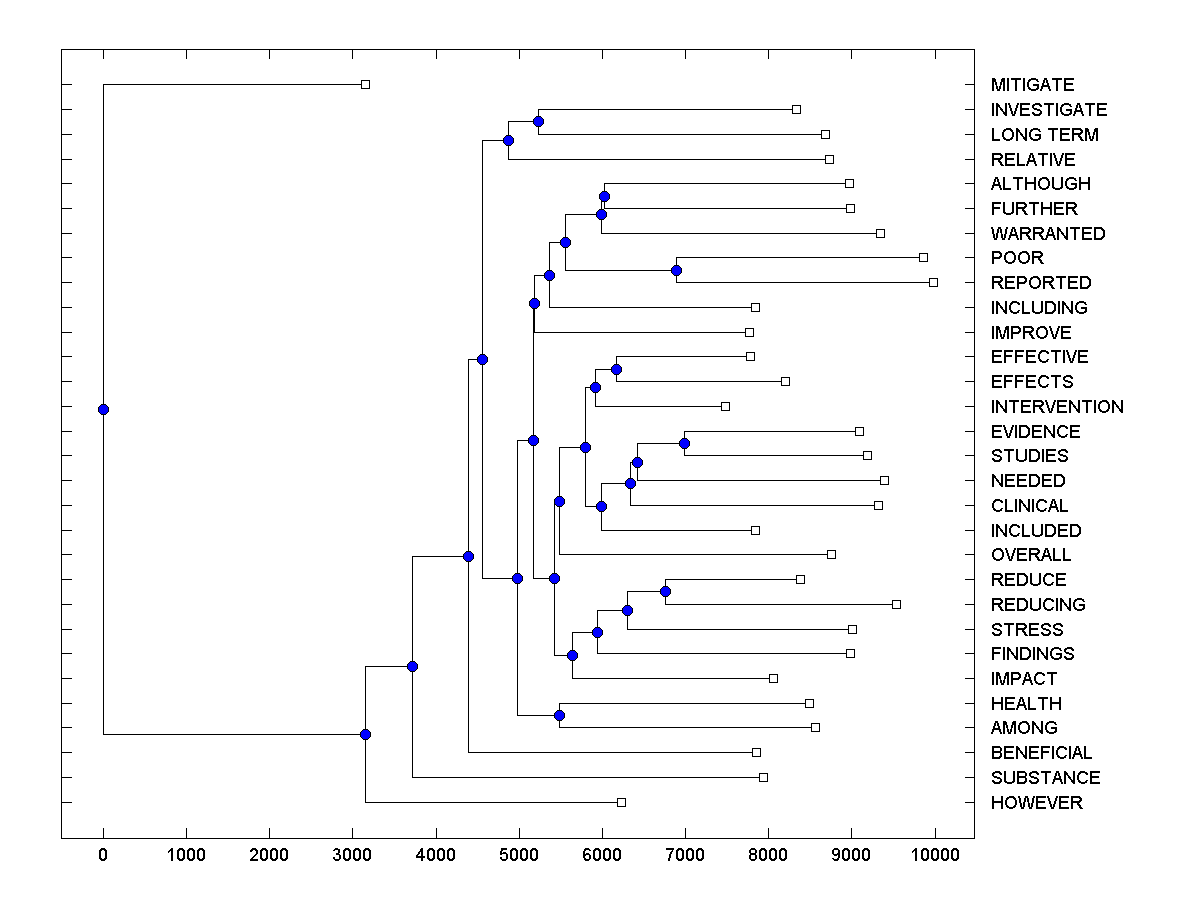 MITIGATE
INVESTIGATE
LONG TERM
RELATIVE
ALTHOUGH
FURTHER
WARRANTED
POOR
REPORTED
INCLUDING
IMPROVE
EFFECTIVE
EFFECTS
INTERVENTION
EVIDENCE
STUDIES
NEEDED
CLINICAL
INCLUDED
OVERALL
REDUCE
REDUCING
STRESS
FINDINGS
IMPACT
HEALTH
AMONG
BENEFICIAL
SUBSTANCE
HOWEVER
0 1000 2000 3000 4000 5000 6000 7000 8000 9000 10000